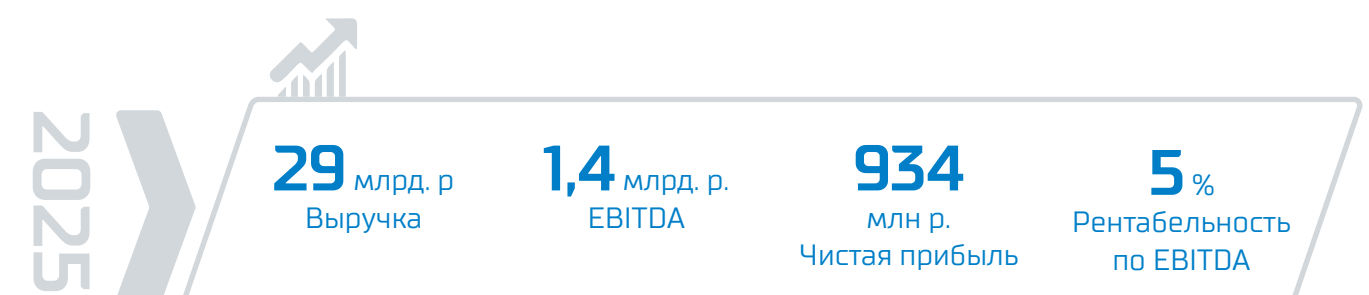 2025
29 млрд. р
Выручка
1,4 млрд. р.
EBITDA
934
млн р.
Чистая прибыль
5 %
Рентабельность
по EBITDA